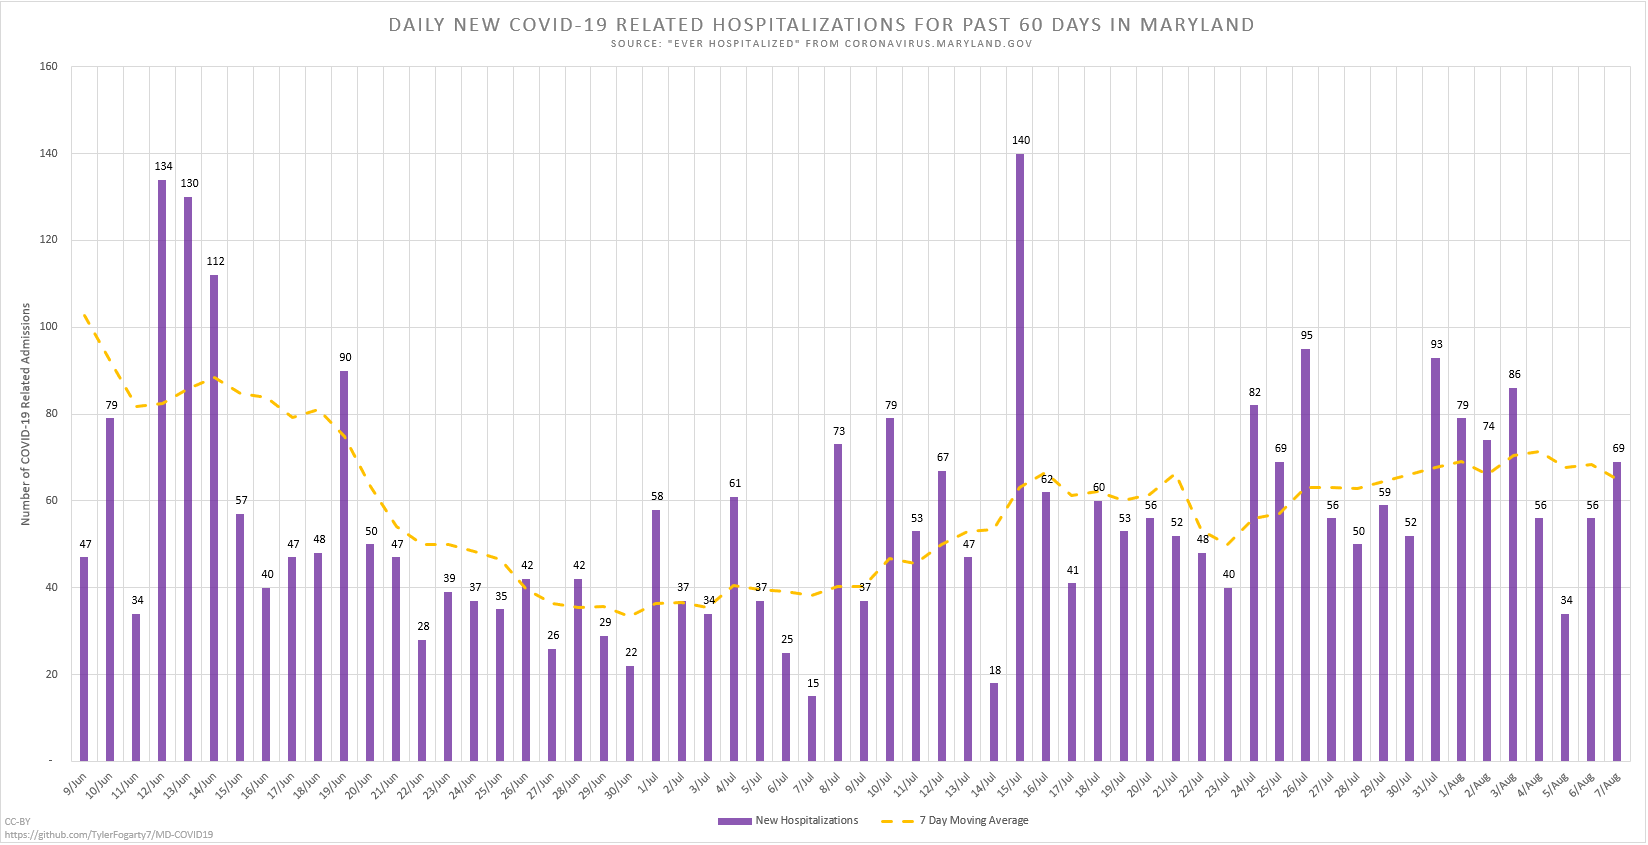 DAILY NEW COVID-19 RELATED HOSPITALIZATIONS FOR PAST 60 DAYS IN MARYLAND
SOURCE: "EVER HOSPITALIZED" FROM CORONAVIRUS.MARYLAND.GOV
Number of COVID-19 Related Admissions
160
140
120
100
80
60
40
20
-
47
79
34
134
130
112
57
40
47
48
90
50
47
28
39
37
35
42
26
42
29
22
58
37
34
61
37
25
15
73
37
79
53
67
47
18
140
62
41
60
53
56
52
48
40
82
69
95
56
50
59
52
93
79
74
86
56
34
56
69
9/Jun
10/Jun
11/Jun
12/Jun
13/Jun
14/Jun
15/Jun
16/Jun
17/Jun
18/Jun
19/Jun
20/Jun
21/Jun
22/Jun
23/Jun
24/Jun
25/Jun
26/Jun
27/Jun
28/Jun
29/Jun
30/Jun
1/Jul
2/Jul
3/Jul
4/Jul
5/Jul
6/Jul
7/Jul
8/Jul
9/Jul
10/Jul
11/Jul
12/Jul
13/Jul
14/Jul
15/Jul
16/Jul
17/Jul
18/Jul
19/Jul
20/Jul
21/Jul
22/Jul
23/Jul
24/Jul
25/Jul
26/Jul
27/Jul
28/Jul
29/Jul
30/Jul
31/Jul
1/Aug
2/Aug
3/Aug
4/Aug
5/Aug
6/Aug
7/Aug
New Hospitalizations
7 Day Moving Average
CC-BY
https://github.com/TylerFogarty7/MD-COVID19